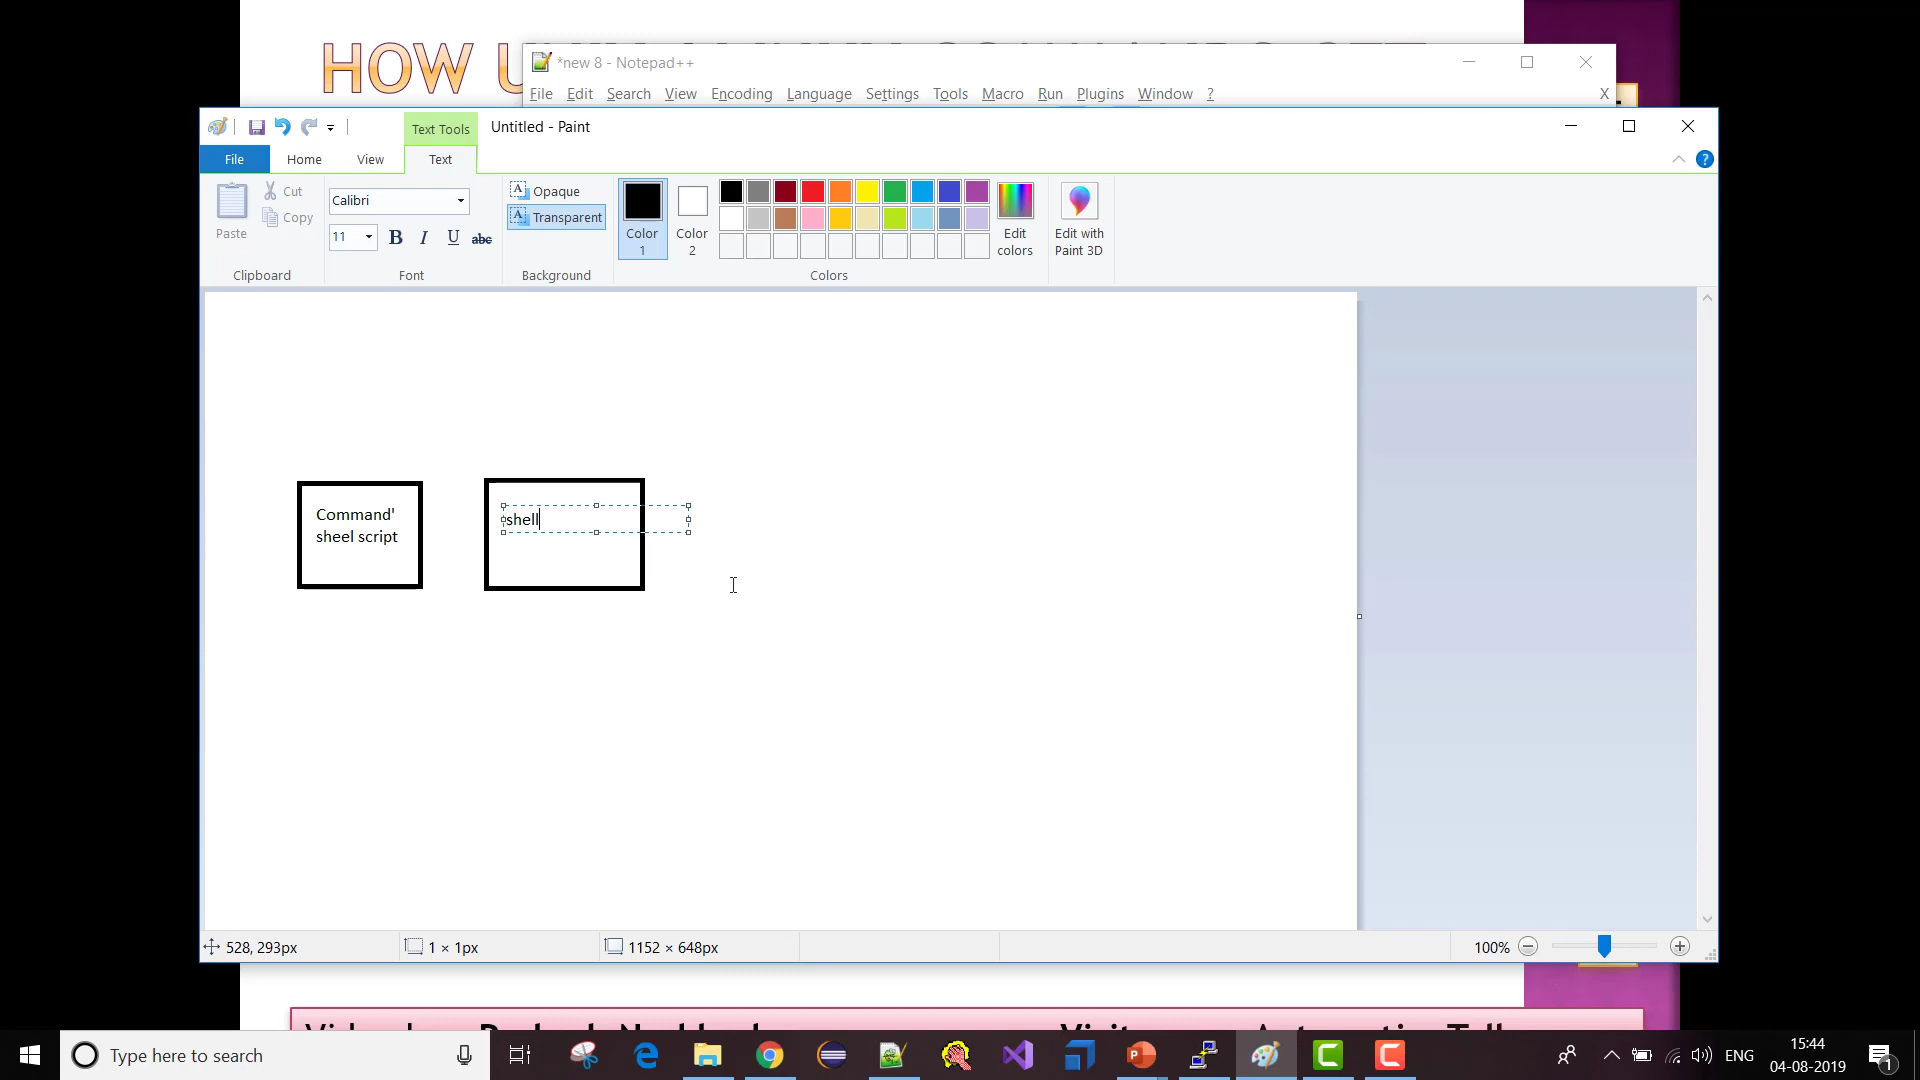 HOW U
*new 8 - Notepad++
File Edit Search View Encoding Language Settings Tools Macro Run Plugins Window ? X
Text Tools Untitled - Paint
File Home View Text
Paste
Cut
Copy
Clipboard
Calibri
11 B I U abc
Font
Opaque
Transparent
Background
Color 1
Color 2
Edit colors
Colors
Edit with Paint 3D
Command'
sheel script
shell
528, 293px 1 × 1px 1152 × 648px 100%
Type here to search
ENG
15:44
04-08-2019
1